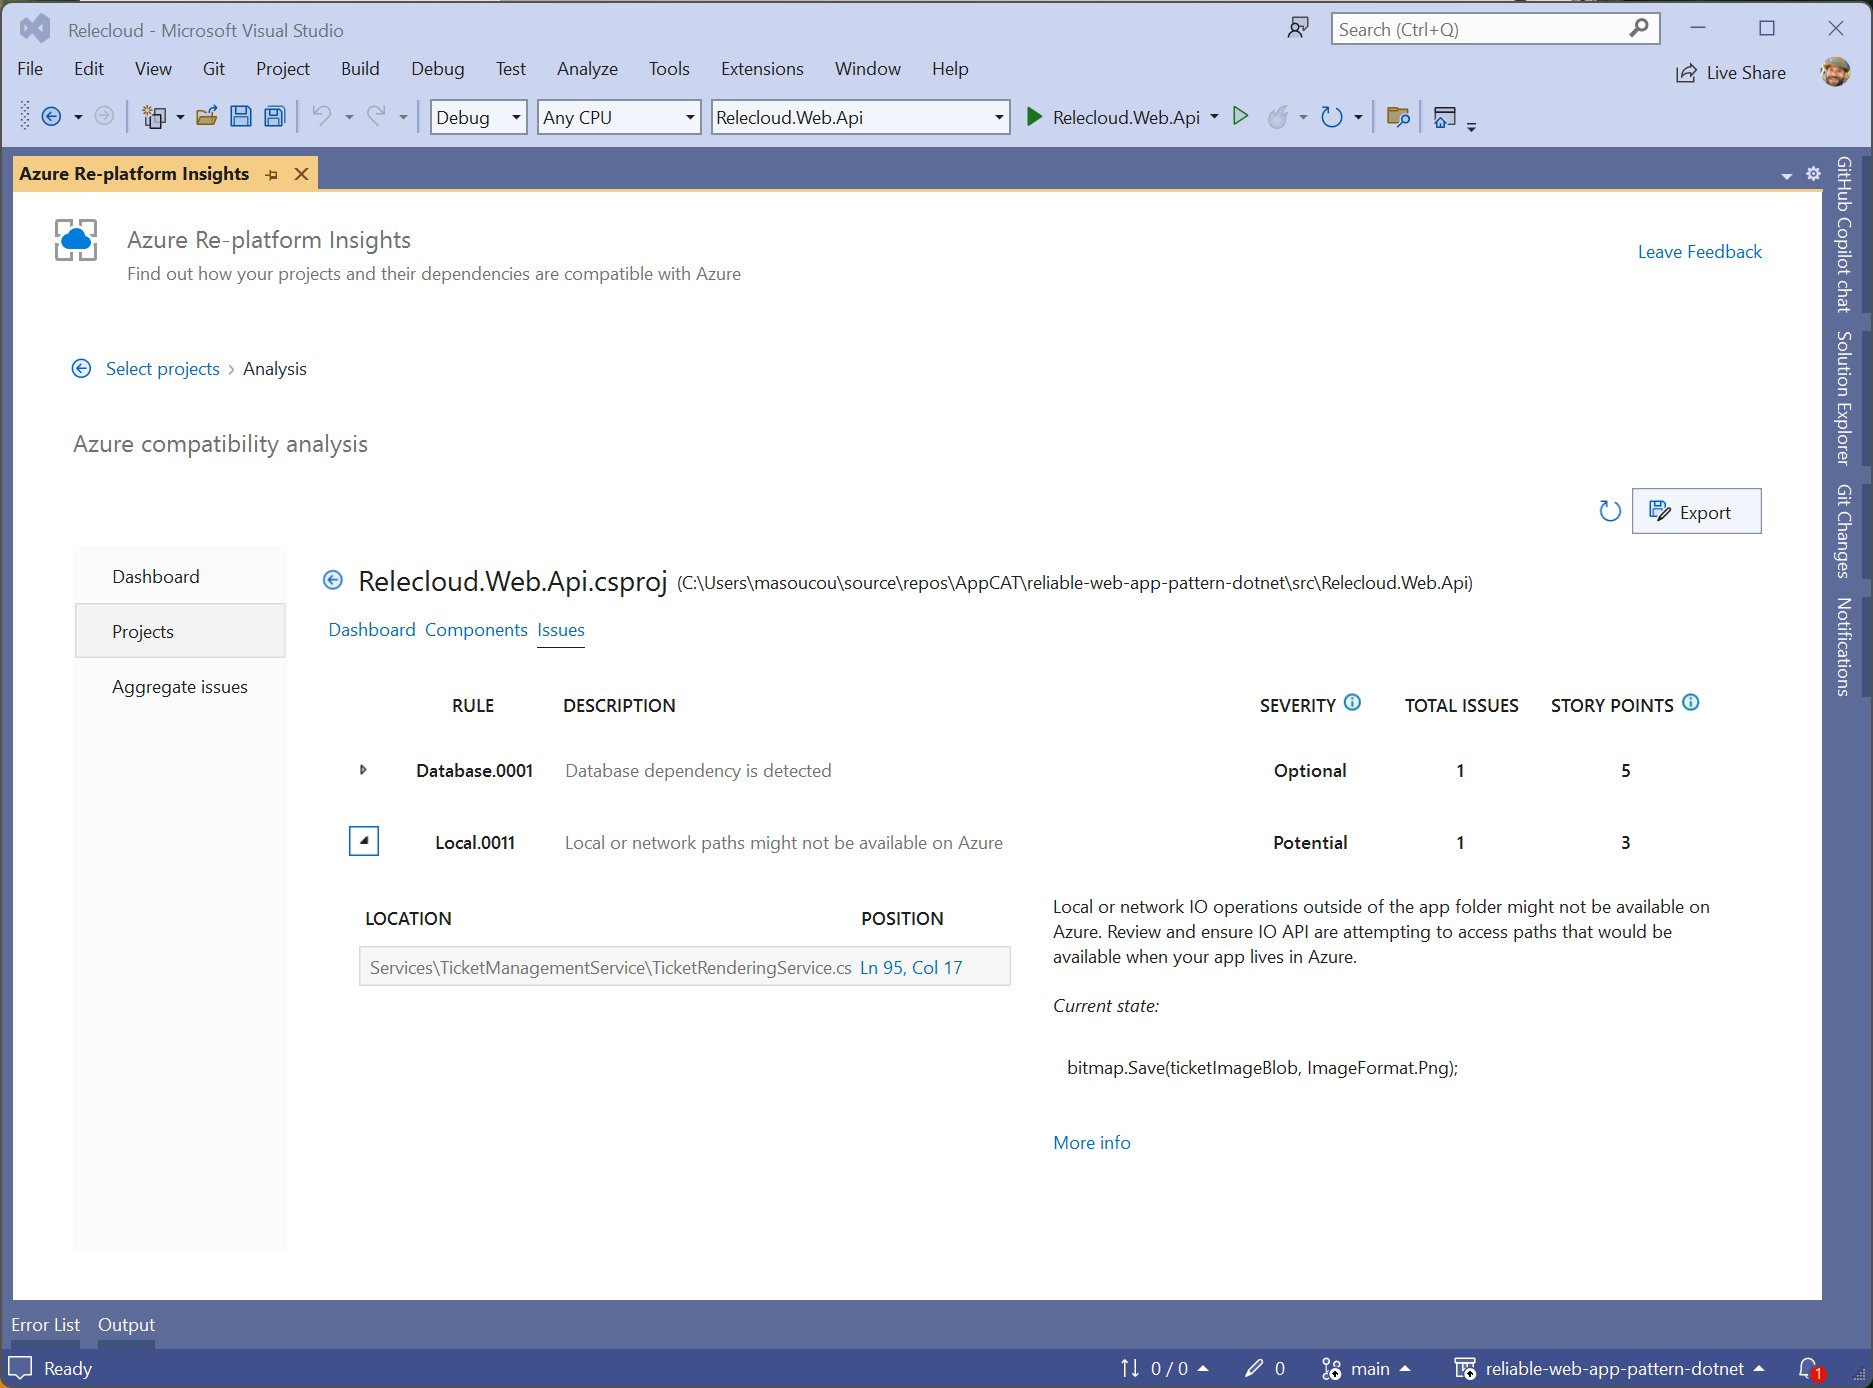 Relecloud - Microsoft Visual Studio
Search (Ctrl+Q)
File Edit View Git Project Build Debug Test Analyze Tools Extensions Window Help
Live Share
Debug Any CPU Relecloud.Web.Api Relecloud.Web.Api
Azure Re-platform Insights
Azure Re-platform Insights
Find out how your projects and their dependencies are compatible with Azure
Leave Feedback
Select projects › Analysis
Azure compatibility analysis
Export
Dashboard
Projects
Aggregate issues
Relecloud.Web.Api.csproj (C:\Users\masoucou\source\repos\AppCAT\reliable-web-app-pattern-dotnet\src\Relecloud.Web.Api)
Dashboard Components Issues
RULE DESCRIPTION SEVERITY TOTAL ISSUES STORY POINTS
Database.0001 Database dependency is detected Optional 1 5
Local.0011 Local or network paths might not be available on Azure Potential 1 3
LOCATION POSITION
Services\TicketManagementService\TicketRenderingService.cs Ln 95, Col 17
Local or network IO operations outside of the app folder might not be available on
Azure. Review and ensure IO API are attempting to access paths that would be
available when your app lives in Azure.
Current state:
bitmap.Save(ticketImageBlob, ImageFormat.Png);
More info
GitHub Copilot chat
Solution Explorer
Git Changes
Notifications
Error List Output
Ready
0 / 0 0 main reliable-web-app-pattern-dotnet 1